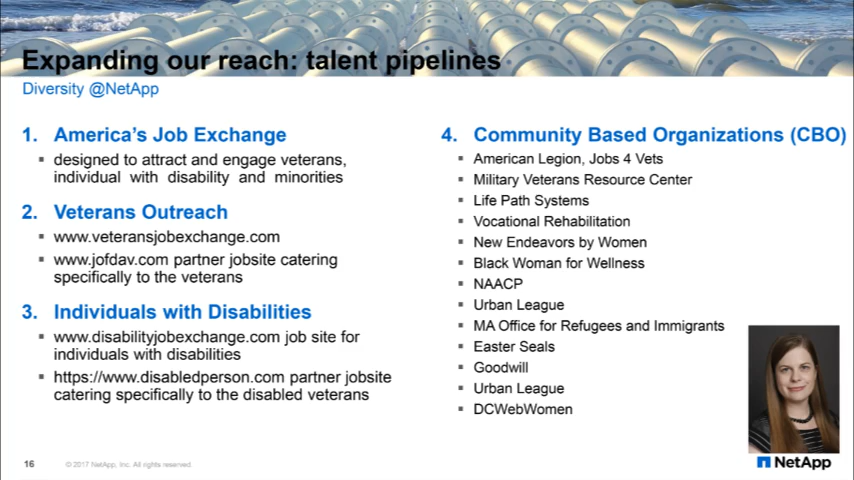 Expanding our reach: talent pipelines
Diversity @NetApp
1. America's Job Exchange
▪ designed to attract and engage veterans,
individual with disability and minorities
2. Veterans Outreach
▪ www.veteransjobexchange.com
▪ www.jofdav.com partner jobsite catering
specifically to the veterans
3. Individuals with Disabilities
▪ www.disabilityjobexchange.com job site for
individuals with disabilities
▪ https://www.disabledperson.com partner jobsite
catering specifically to the disabled veterans
4. Community Based Organizations (CBO)
▪ American Legion, Jobs 4 Vets
▪ Military Veterans Resource Center
▪ Life Path Systems
▪ Vocational Rehabilitation
▪ New Endeavors by Women
▪ Black Woman for Wellness
▪ NAACP
▪ Urban League
▪ MA Office for Refugees and Immigrants
▪ Easter Seals
▪ Goodwill
▪ Urban League
▪ DCWebWomen
16 © 2017 NetApp, Inc. All rights reserved.
NetApp